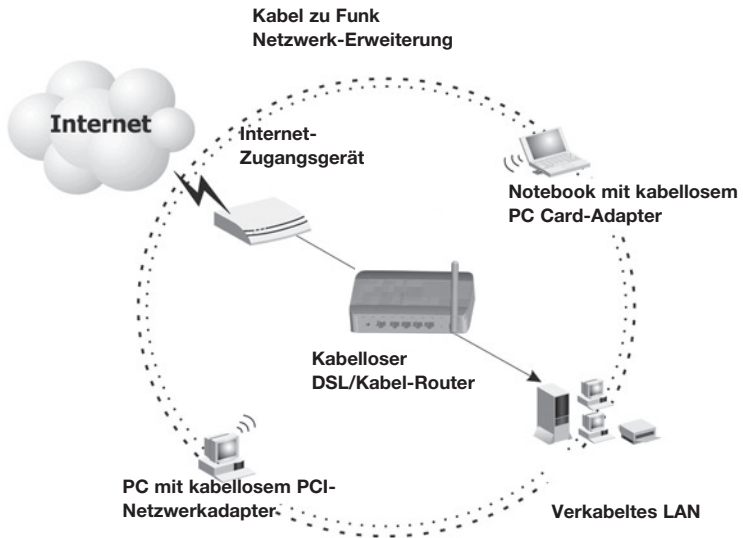 Kabel zu Funk
Netzwerk-Erweiterung
Internet
Internet-
Zugangsgerät
Notebook mit kabellosem
PC Card-Adapter
Kabelloser
DSL/Kabel-Router
PC mit kabellosem PCI-
Netzwerkadapter
Verkabeltes LAN